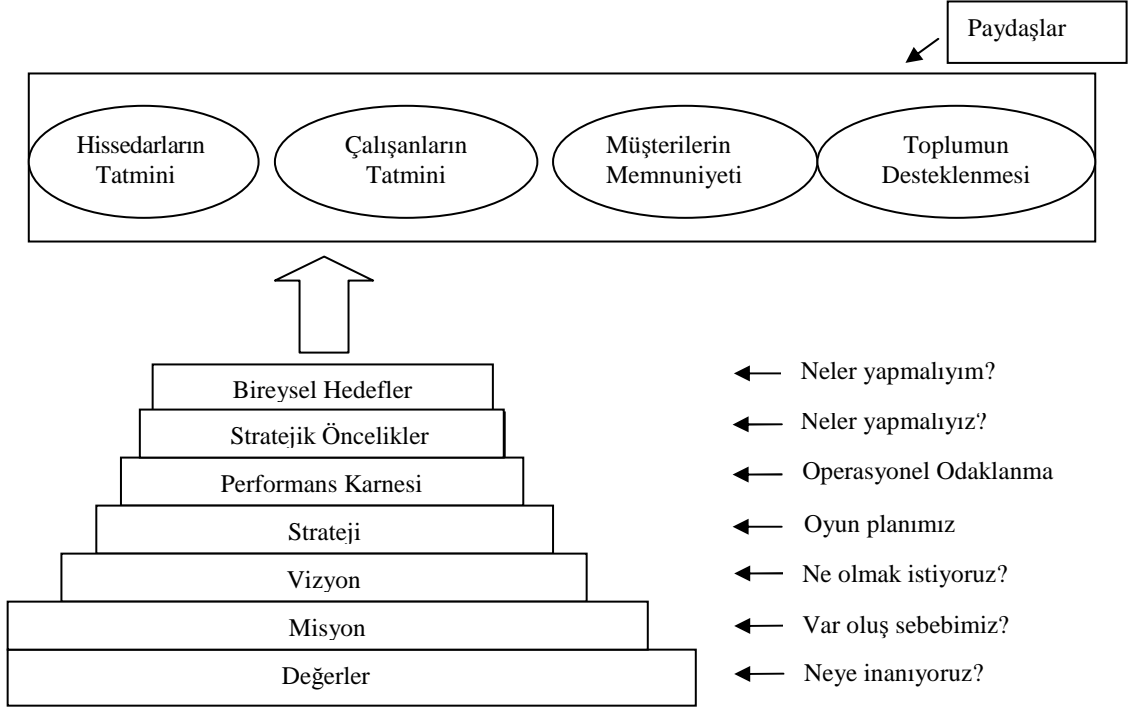 Paydaşlar
Hissedarların
Tatmini
Çalışanların
Tatmini
Müşterilerin
Memnuniyeti
Toplumun
Desteklenmesi
Bireysel Hedefler
Neler yapmalıyım?
Stratejik Öncelikler
Neler yapmalıyız?
Performans Karnesi
Operasyonel Odaklanma
Strateji
Oyun planımız
Vizyon
Ne olmak istiyoruz?
Misyon
Var oluş sebebimiz?
Değerler
Neye inanıyoruz?